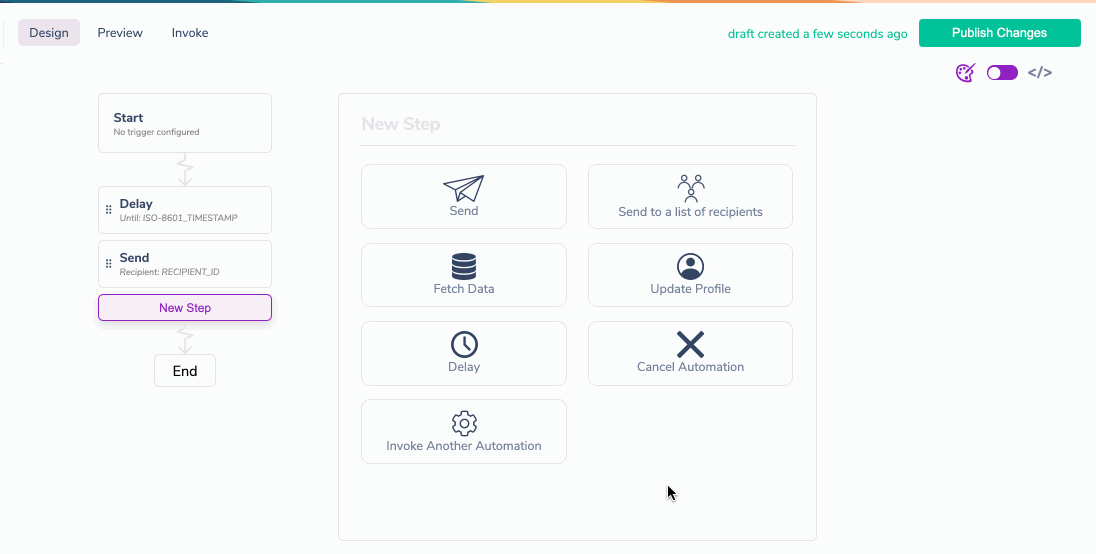 Design
Preview
Invoke
draft created a few seconds ago
Publish Changes
</>
Start
No trigger configured
Delay
Until: ISO-8601_TIMESTAMP
Send
Recipient: RECIPIENT_ID
New Step
End
New Step
Send
Send to a list of recipients
Fetch Data
Update Profile
Delay
Cancel Automation
Invoke Another Automation